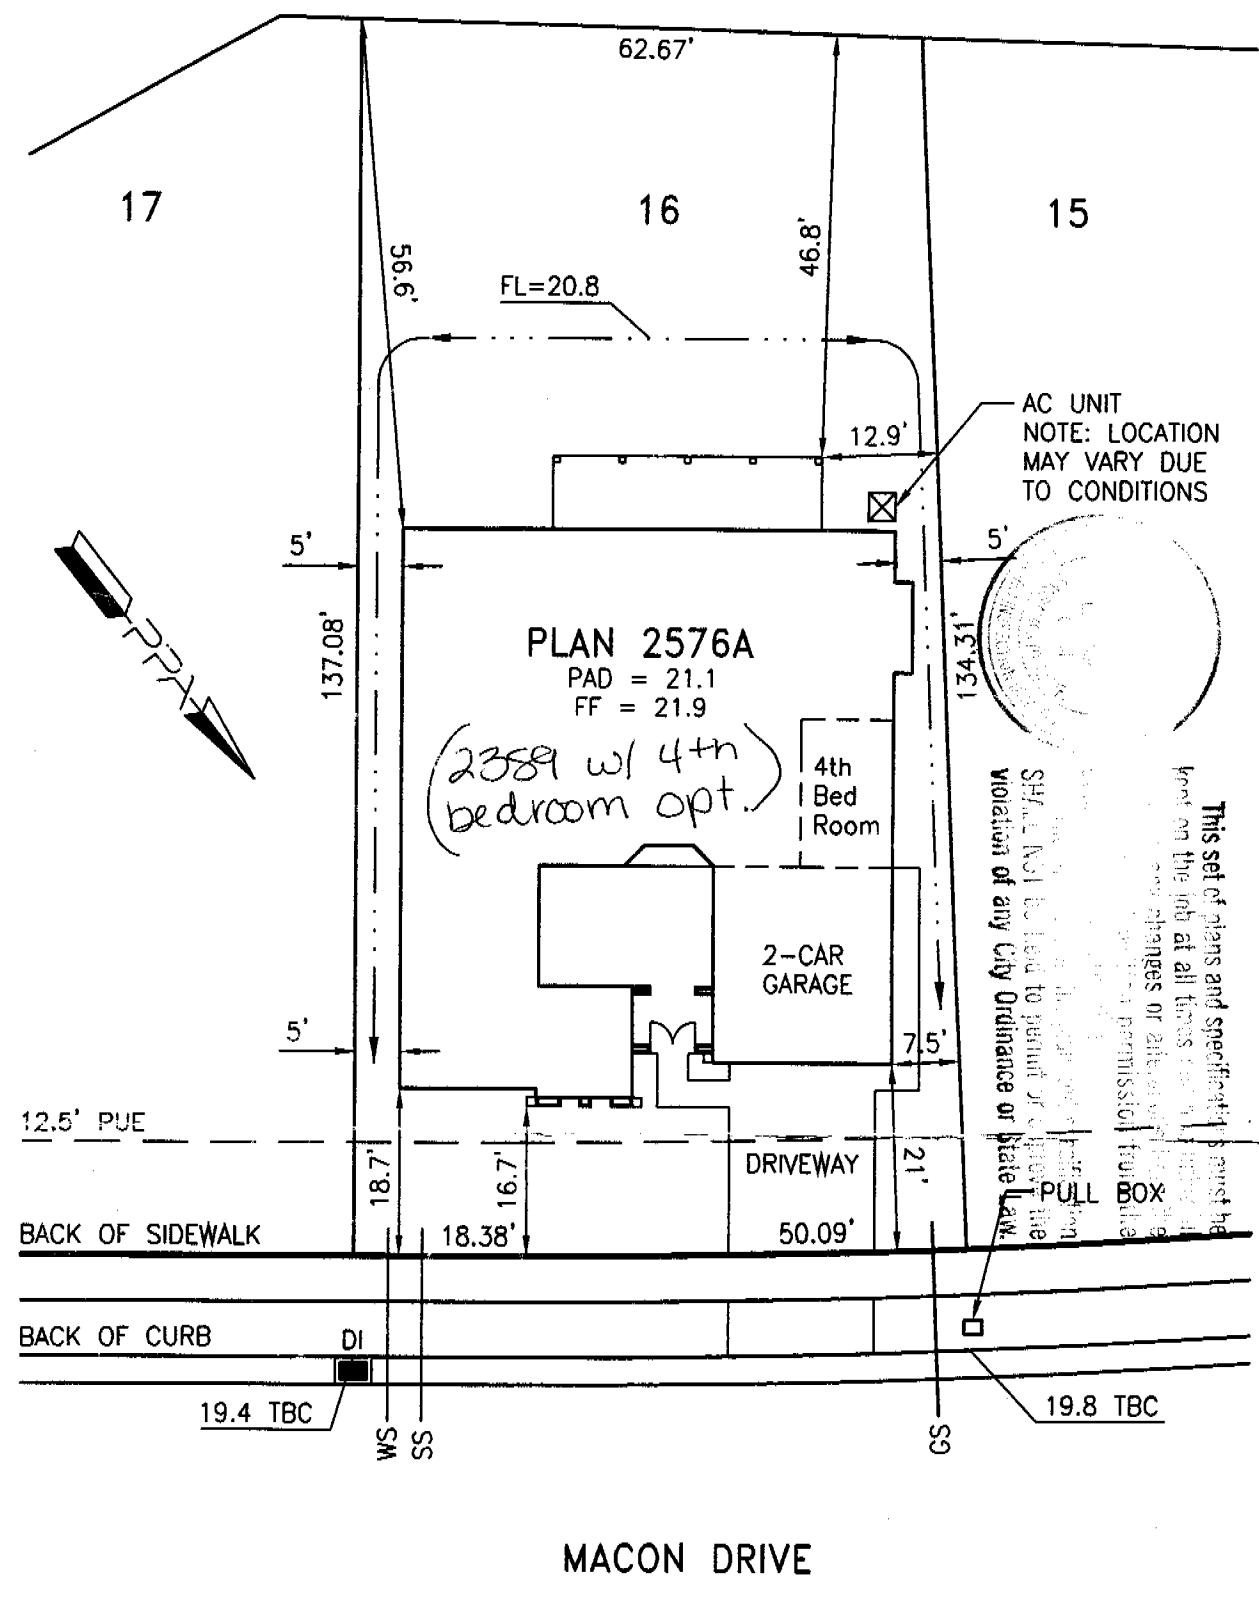 62.67'
17
16
15
56.6'
46.8'
FL=20.8
12.9'
AC UNIT
NOTE: LOCATION
MAY VARY DUE
TO CONDITIONS
5'
5'
137.08'
134.31'
PLAN 2576A
PAD = 21.1
FF = 21.9
(2389 w/ 4th
bedroom opt.)
4th
Bed
Room
2-CAR
GARAGE
5'
7.5'
12.5' PUE
18.7'
16.7'
DRIVEWAY
21'
This set of plans and specifications must be
kept on the job at all times
changes or
permission from the
SHALL NOT be held to permit or the
violation of any City Ordinance or State Law.
PULL BOX
BACK OF SIDEWALK
18.38'
50.09'
BACK OF CURB
DI
19.4 TBC
19.8 TBC
WS
SS
GS
MACON DRIVE